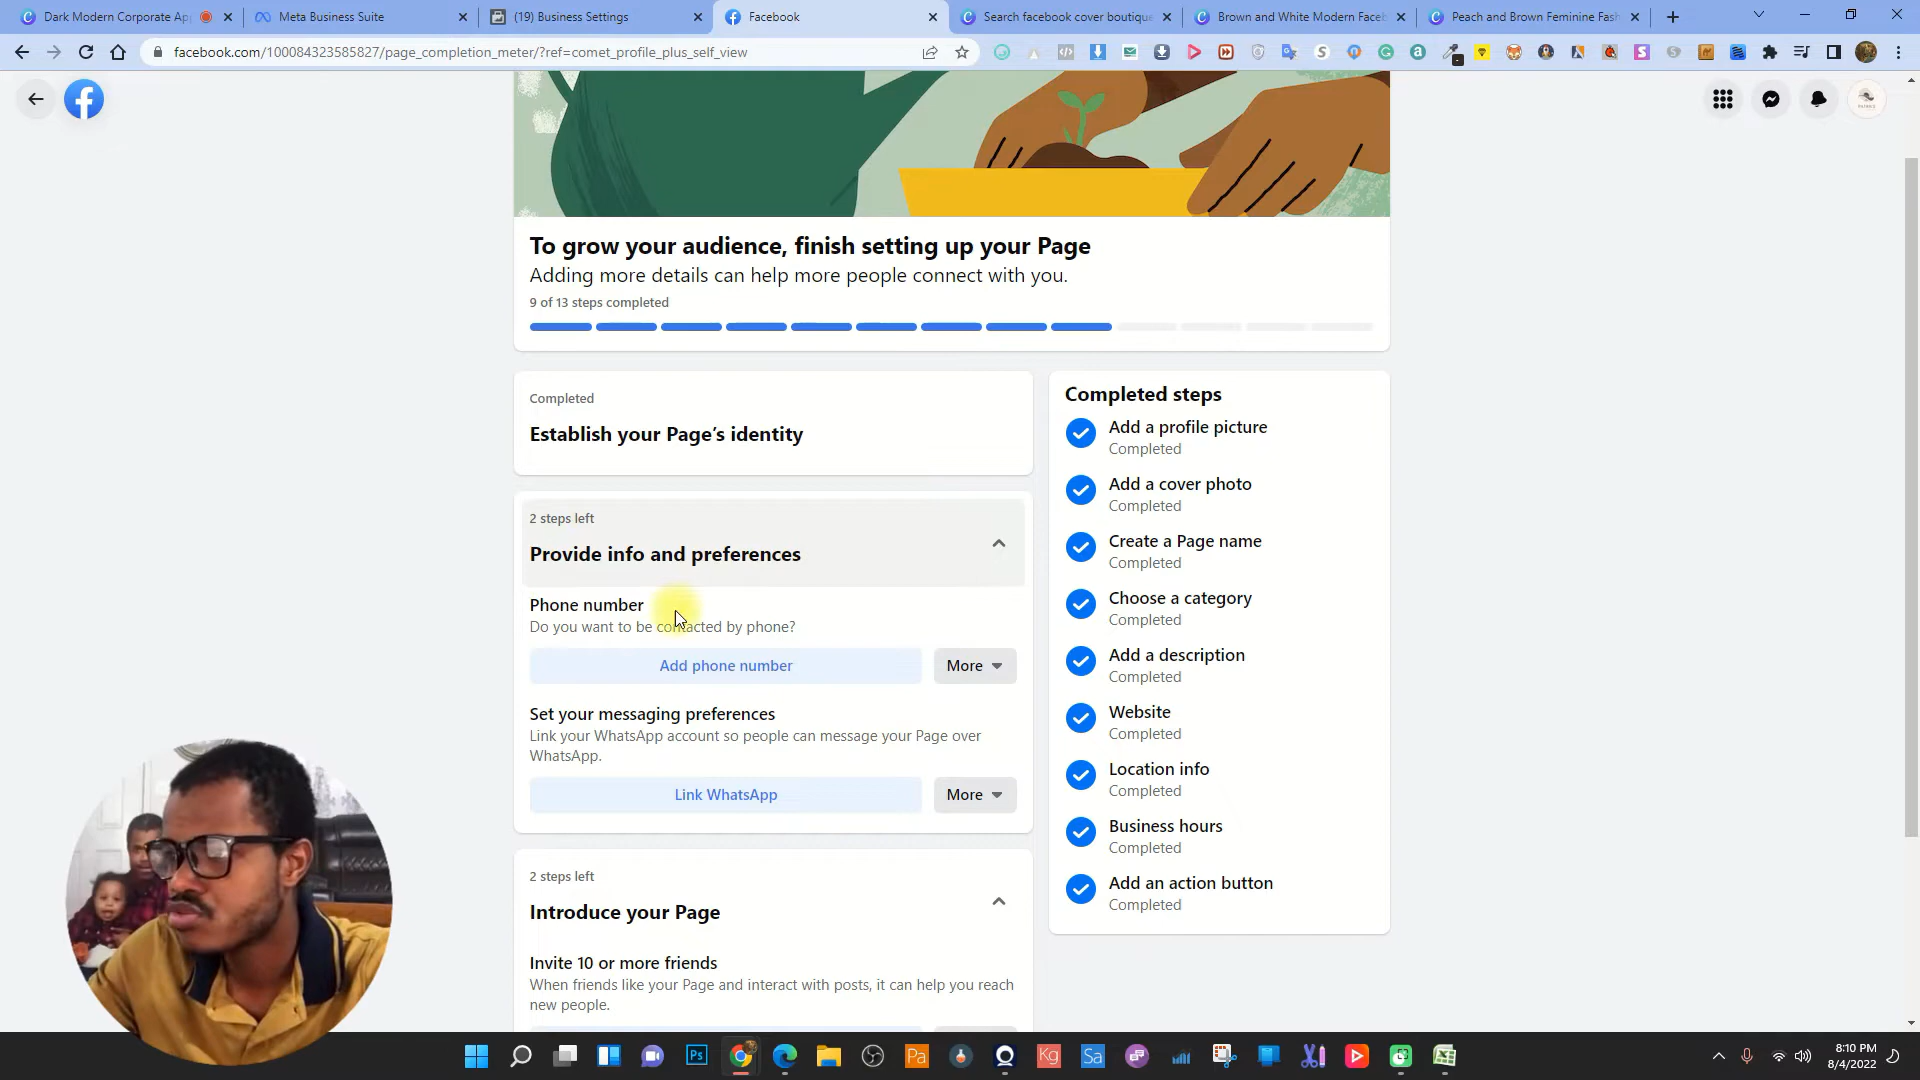 Dark Modern Corporate App
Meta Business Suite
(19) Business Settings
Facebook
Search facebook cover boutique
Brown and White Modern Faceb
Peach and Brown Feminine Fash
facebook.com/100084323585827/page_completion_meter/?ref=comet_profile_plus_self_view
To grow your audience, finish setting up your Page
Adding more details can help more people connect with you.
9 of 13 steps completed
Completed
Establish your Page's identity
2 steps left
Provide info and preferences
Phone number
Do you want to be contacted by phone?
Add phone number
More
Set your messaging preferences
Link your WhatsApp account so people can message your Page over
WhatsApp.
Link WhatsApp
More
2 steps left
Introduce your Page
Invite 10 or more friends
When friends like your Page and interact with posts, it can help you reach
new people.
Completed steps
Add a profile picture
Completed
Add a cover photo
Completed
Create a Page name
Completed
Choose a category
Completed
Add a description
Completed
Website
Completed
Location info
Completed
Business hours
Completed
Add an action button
Completed
Ps
Pa
Kg
Sa
8:10 PM
8/4/2022